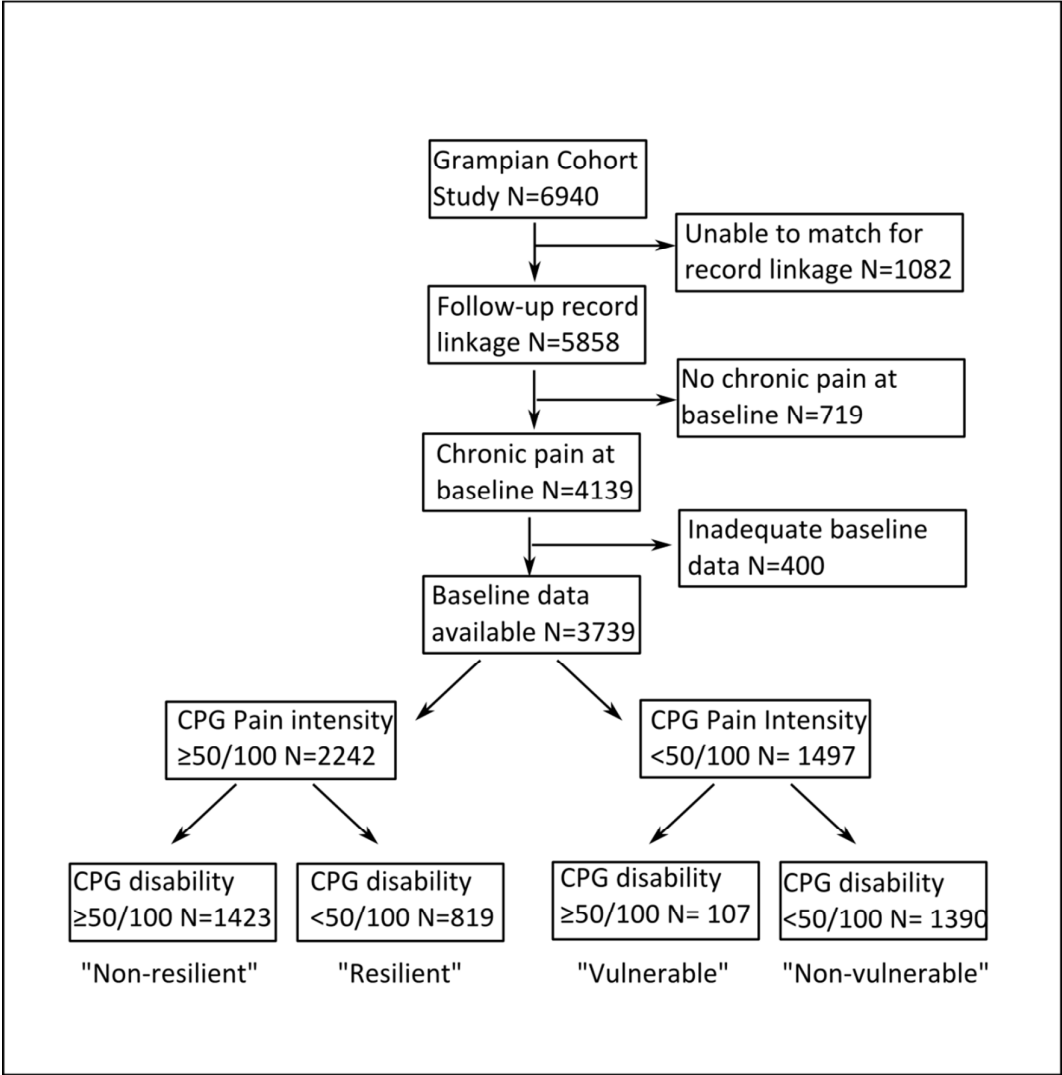 Grampian Cohort
Study N=6940
Unable to match for
record linkage N=1082
Follow-up record
linkage N=5858
No chronic pain at
baseline N=719
Chronic pain at
baseline N=4139
Inadequate baseline
data N=400
Baseline data
available N=3739
CPG Pain intensity
≥50/100 N=2242
CPG Pain Intensity
<50/100 N= 1497
CPG disability
≥50/100 N=1423
CPG disability
<50/100 N=819
CPG disability
≥50/100 N= 107
CPG disability
<50/100 N= 1390
"Non-resilient"
"Resilient"
"Vulnerable"
"Non-vulnerable"